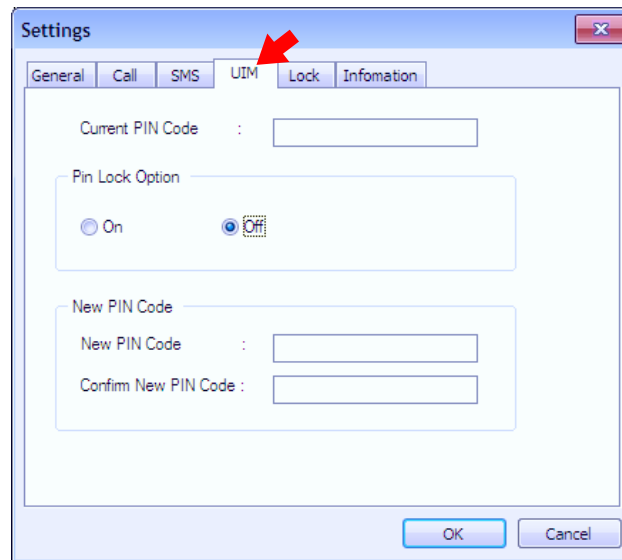 Settings
General Call SMS UIM Lock Infomation
Current PIN Code :
Pin Lock Option
On Off
New PIN Code
New PIN Code :
Confirm New PIN Code :
OK Cancel